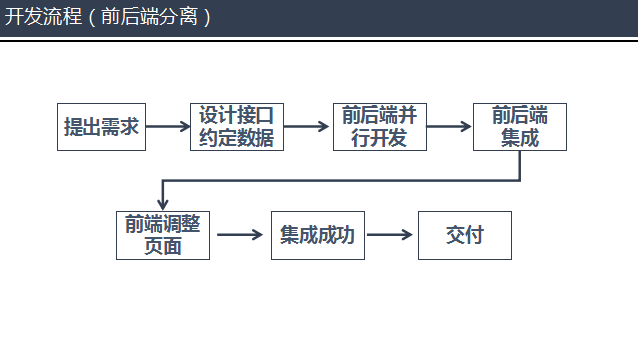 开发流程（前后端分离）
提出需求
设计接口
约定数据
前后端并
行开发
前后端
集成
前端调整
页面
集成成功
交付